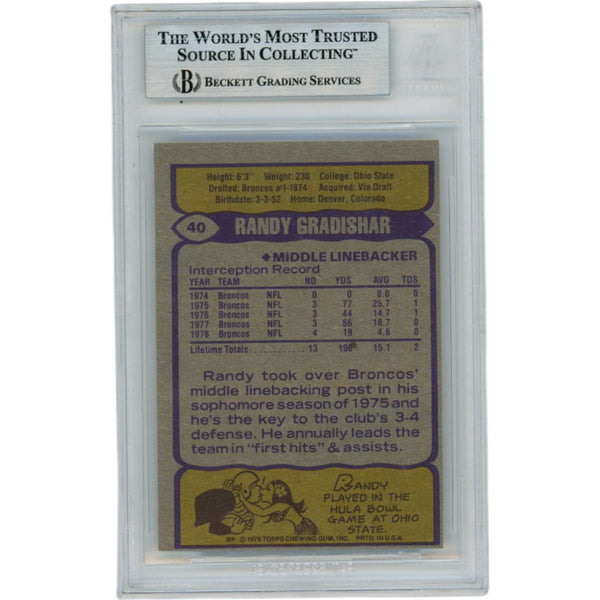 THE WORLD'S MOST TRUSTED
SOURCE IN COLLECTING™
B BECKETT GRADING SERVICES
Height: 6'3" Weight: 230 College: Ohio State
Drafted: Broncos #1-1974 Acquired: Via Draft
Birthdate: 3-3-52 Home: Denver, Colorado
40 RANDY GRADISHAR
◆MIDDLE LINEBACKER
Interception Record
YEAR TEAM NO YDS AVG TDS
1974 Broncos NFL 0 0 0.0 0
1975 Broncos NFL 3 77 25.7 1
1976 Broncos NFL 3 44 14.7 1
1977 Broncos NFL 3 56 18.7 0
1978 Broncos NFL 4 19 4.8 0
Lifetime Totals .......... 13 196 15.1 2
Randy took over Broncos'
middle linebacking post in his
sophomore season of 1975 and
he's the key to the club's 3-4
defense. He annually leads the
team in "first hits" & assists.
RANDY
PLAYED IN THE
HULA BOWL
GAME AT OHIO
STATE.
B* © 1979 TOPPS CHEWING GUM, INC. PRTD. IN U.S.A.